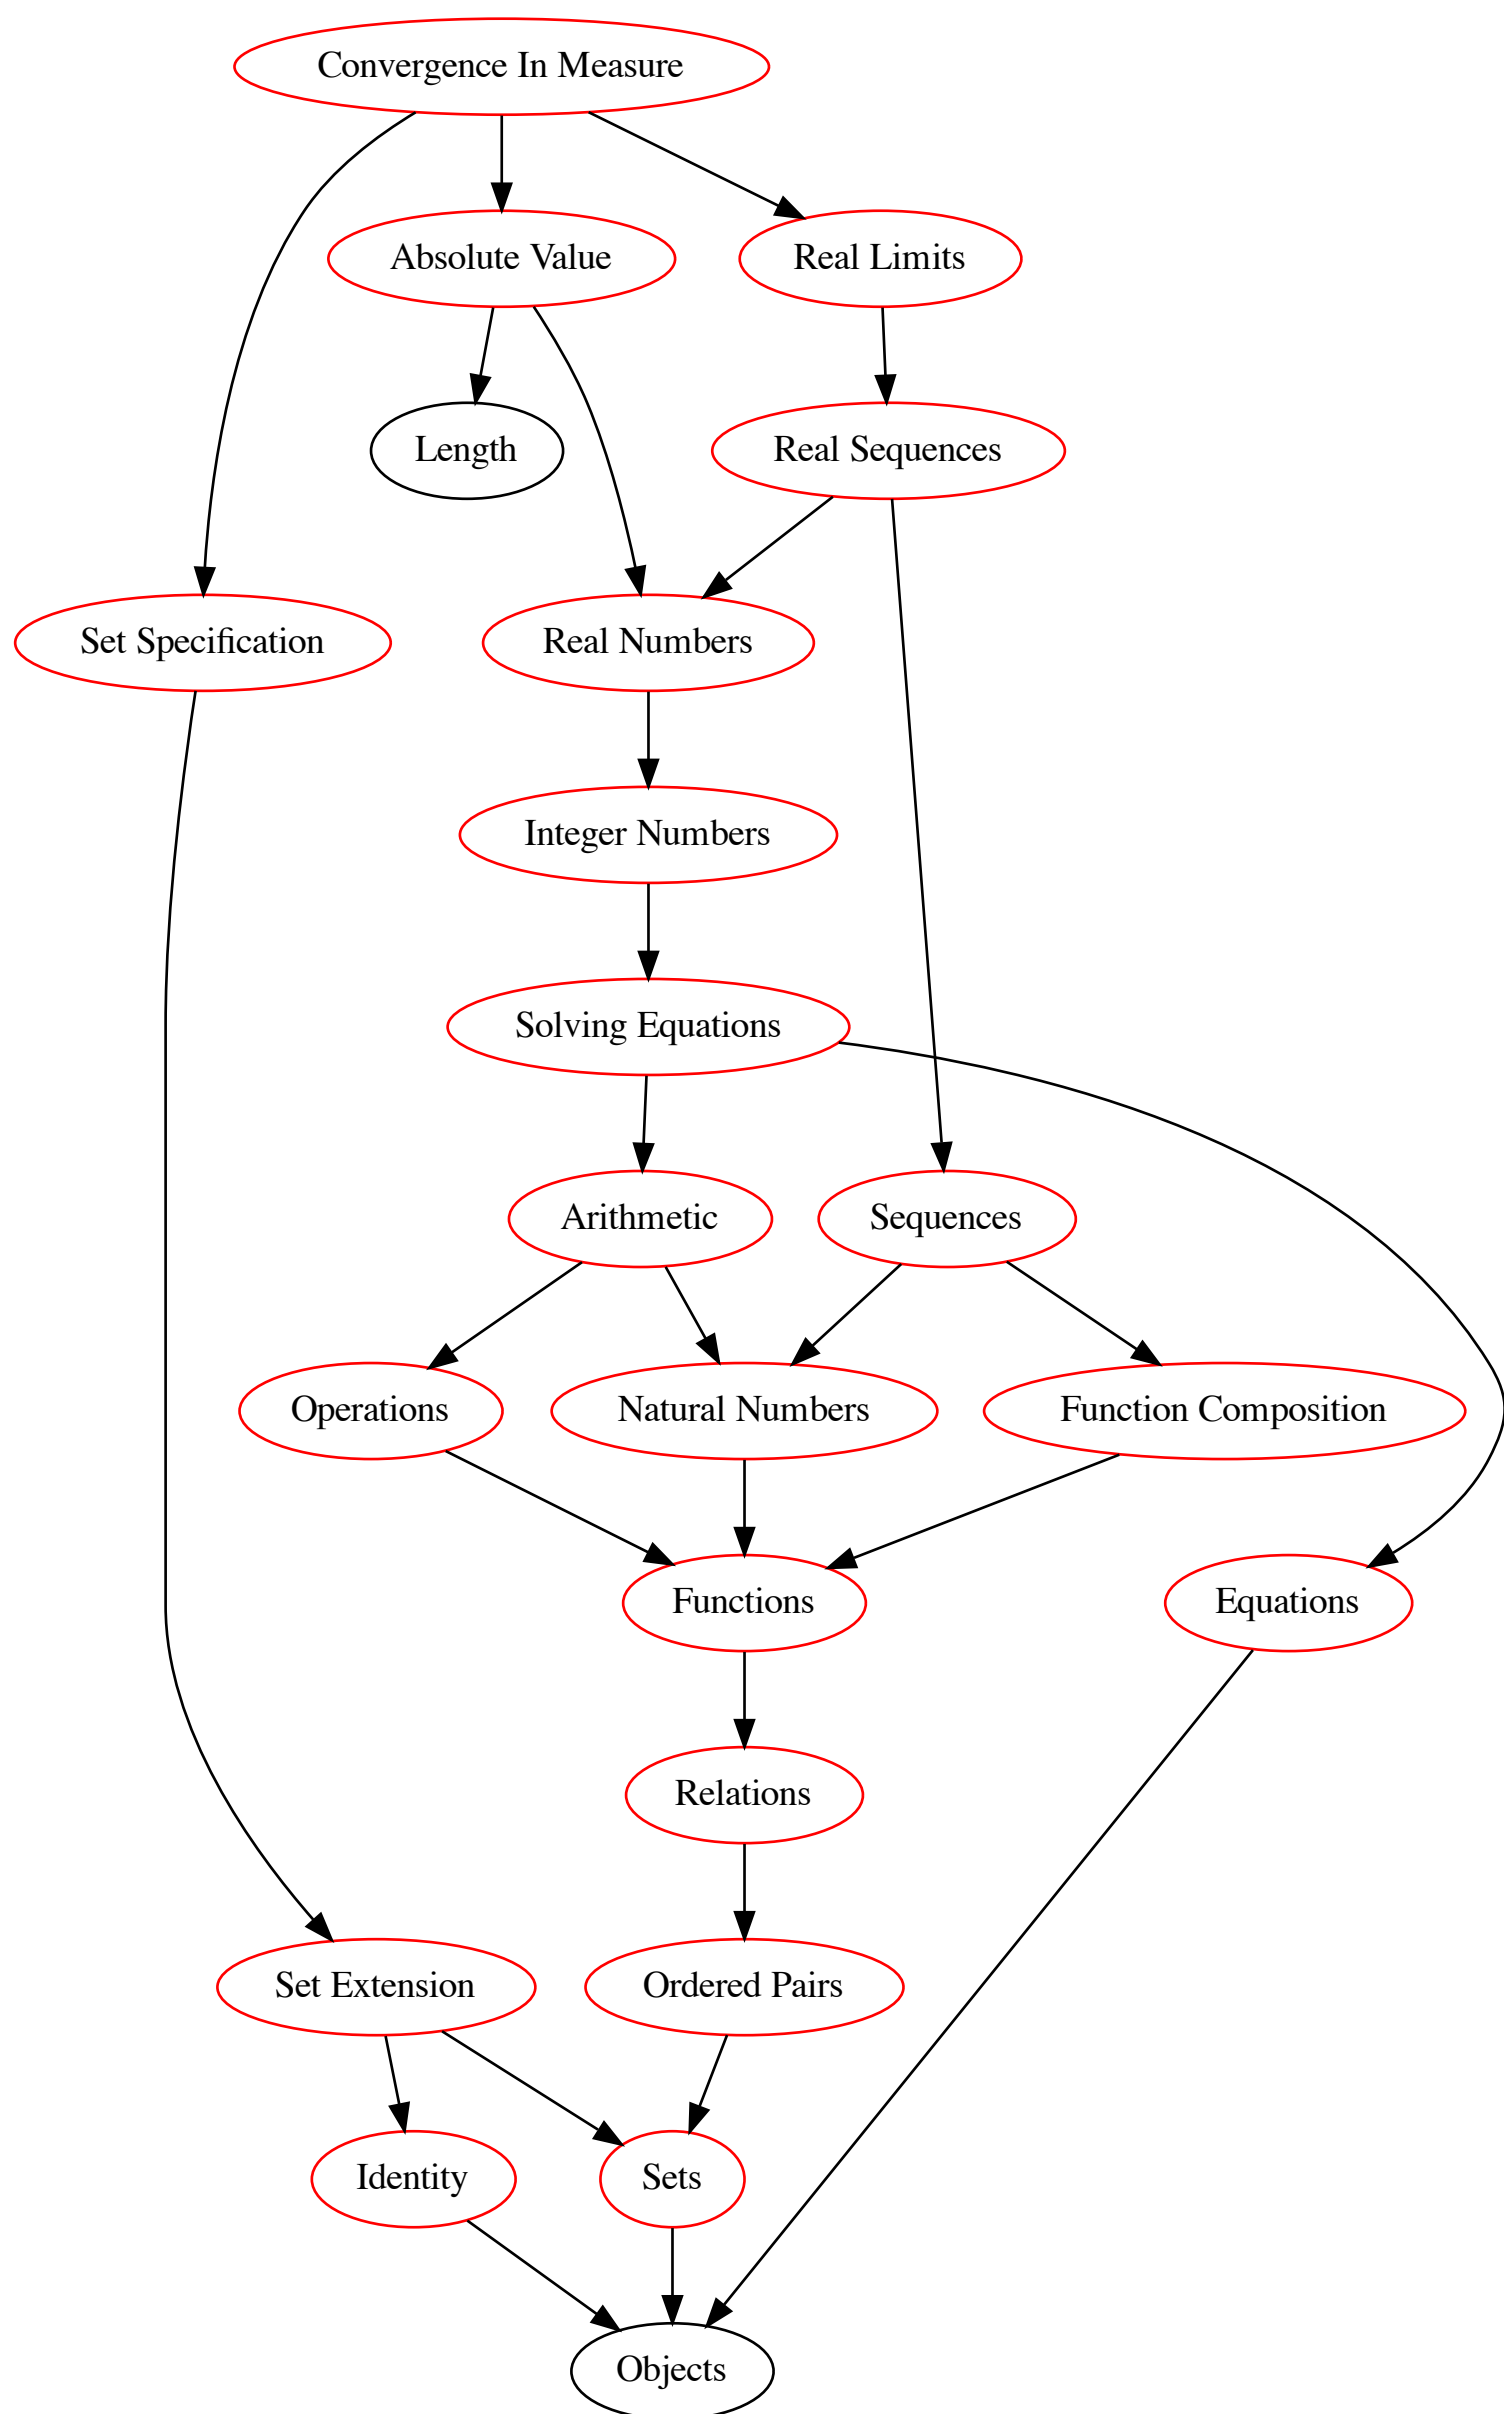 Convergence In Measure
Absolute Value
Real Limits
Length
Real Sequences
Set Specification
Real Numbers
Integer Numbers
Solving Equations
Arithmetic
Sequences
Operations
Natural Numbers
Function Composition
Functions
Equations
Relations
Set Extension
Ordered Pairs
Identity
Sets
Objects